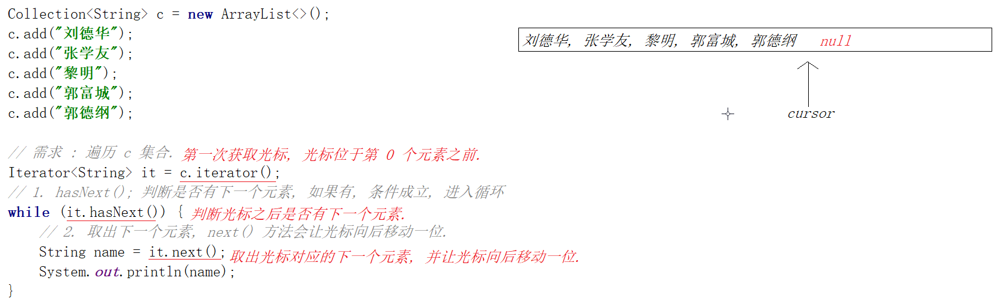 Collection<String> c = new ArrayList<>();
c.add("刘德华");
c.add("张学友");
c.add("黎明");
c.add("郭富城");
c.add("郭德纲");
刘德华, 张学友, 黎明, 郭富城, 郭德纲 null
cursor
// 需求 : 遍历 c 集合. 第一次获取光标, 光标位于第 0 个元素之前.
Iterator<String> it = c.iterator();
// 1. hasNext(); 判断是否有下一个元素, 如果有, 条件成立, 进入循环
while (it.hasNext()) { 判断光标之后是否有下一个元素.
// 2. 取出下一个元素, next() 方法会让光标向后移动一位.
String name = it.next(); 取出光标对应的下一个元素, 并让光标向后移动一位.
System.out.println(name);
}